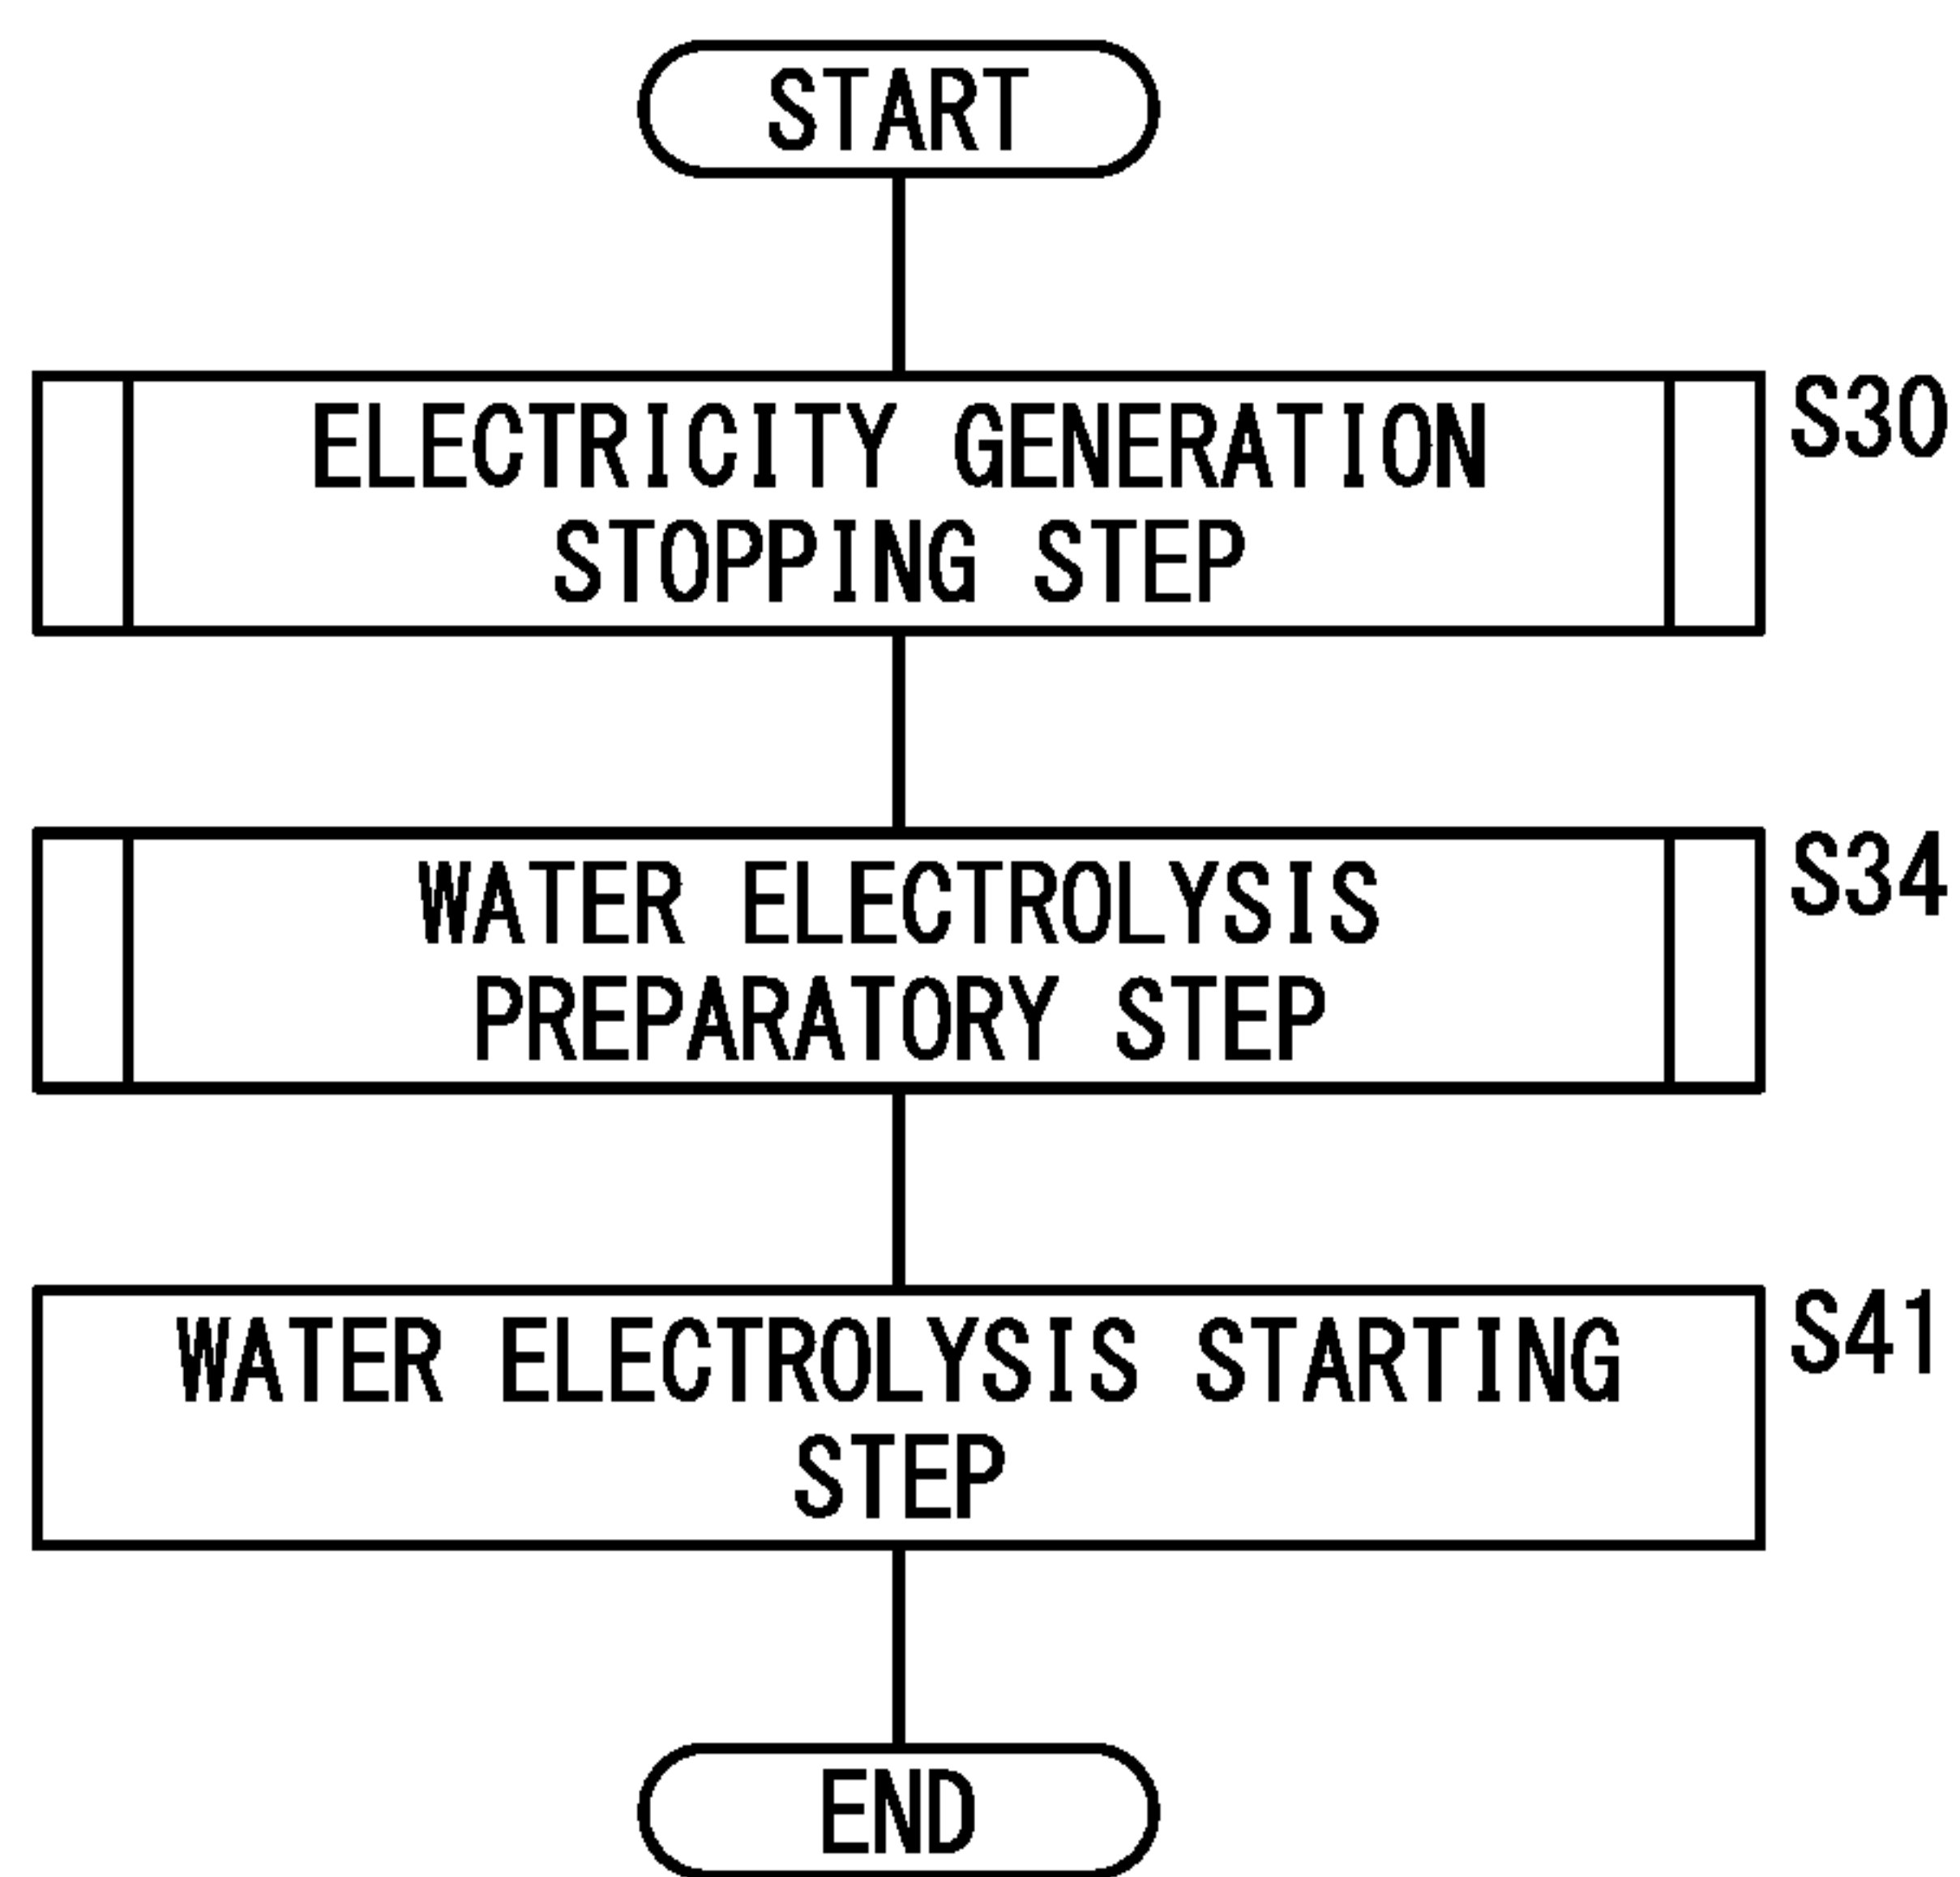 START
ELECTRICITY GENERATION
STOPPING STEP
S30
WATER ELECTROLYSIS
PREPARATORY STEP
S34
WATER ELECTROLYSIS STARTING
STEP
S41
END